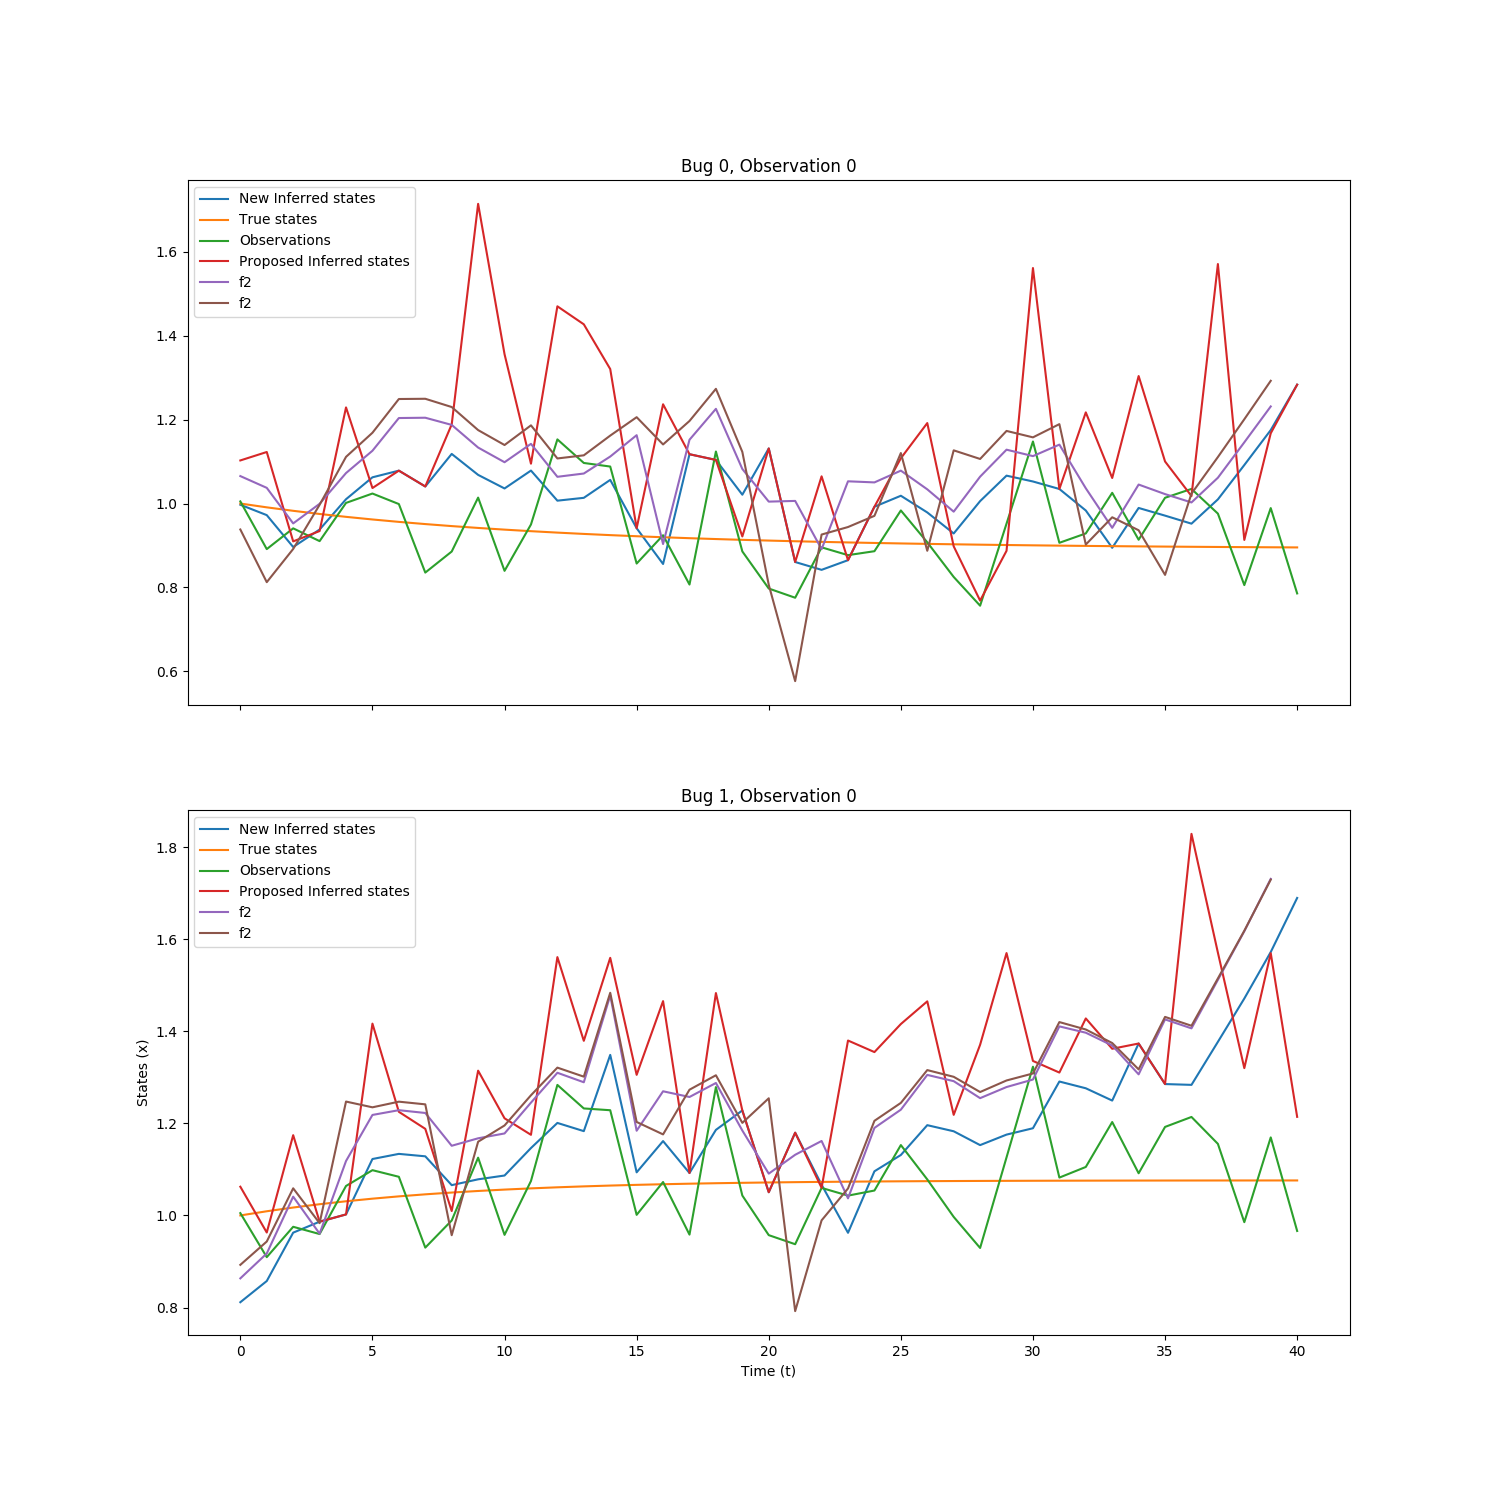 Bug 0, Observation 0
New Inferred states
True states
Observations
Proposed Inferred states
f2
f2
1.6
1.4
1.2
1.0
0.8
0.6
Bug 1, Observation 0
New Inferred states
True states
Observations
Proposed Inferred states
f2
f2
1.8
1.6
1.4
1.2
1.0
0.8
States (x)
0 5 10 15 20 25 30 35 40
Time (t)